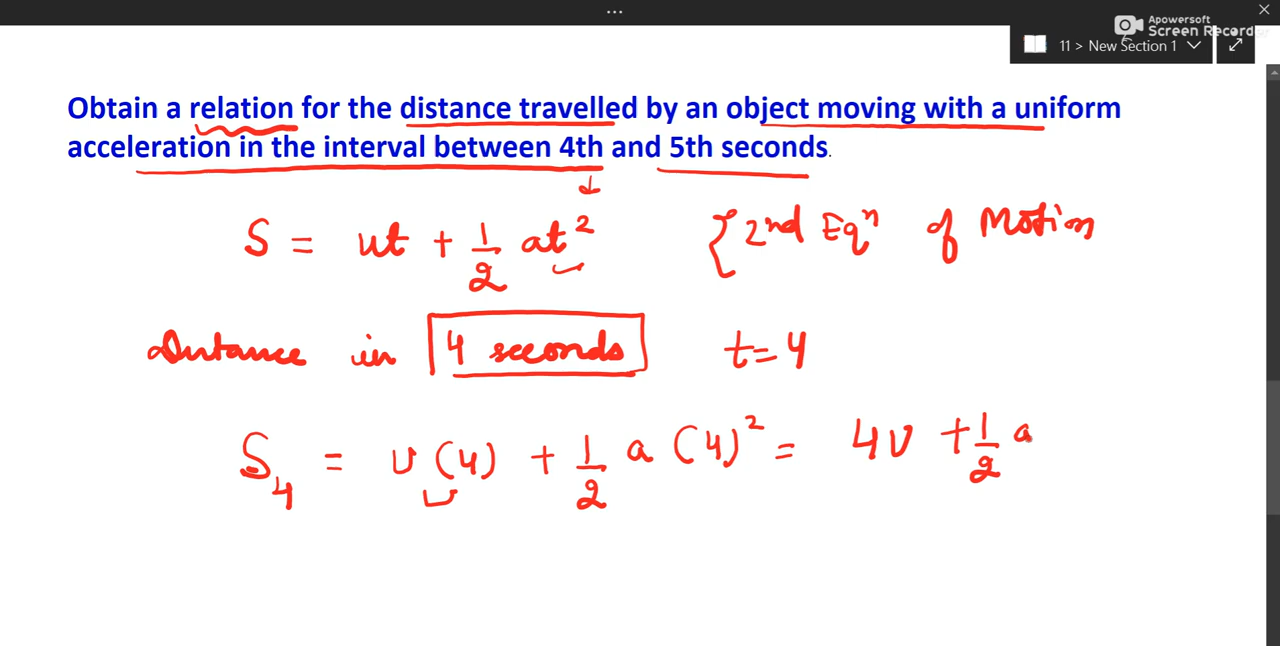 ...
Apowersoft
Screen Recorder
11 > New Section 1
Obtain a relation for the distance travelled by an object moving with a uniform
acceleration in the interval between 4th and 5th seconds.
S = ut + 1/2 at² { 2nd Eqⁿ of Motion
Distance in 4 seconds t = 4
S₄ = u (4) + 1/2 a (4)² = 4u + 1/2 a